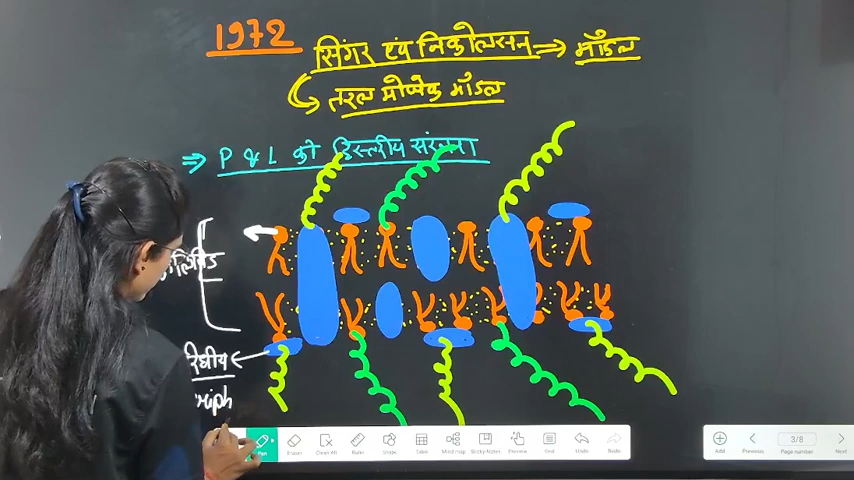 1972
सिंगर एवं निकोल्सन ⇒ मॉडल
तरल मोजेक मॉडल
⇒ P & L की द्विस्तरीय संरचना
Pen
Eraser
Clean All
Ruler
Shape
Table
Mind map
Sticky Notes
Preview
Grid
Undo
Redo
Add
Previous
3/8
Page number
Next